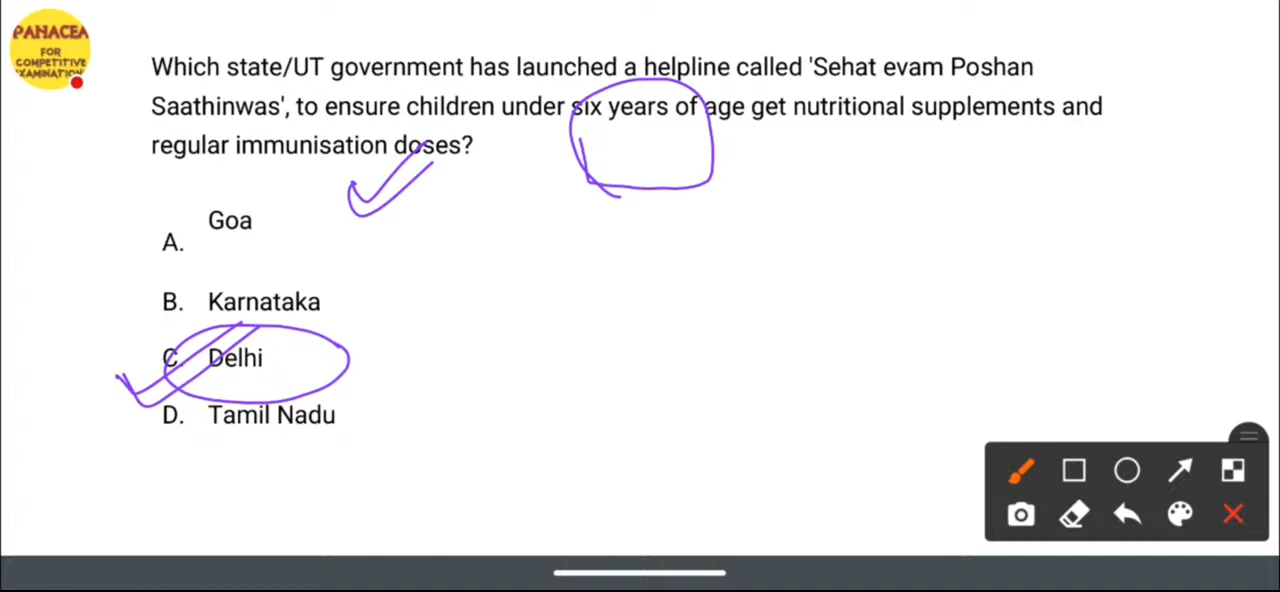 PANACEA
FOR
COMPETITIVE
EXAMINATION
Which state/UT government has launched a helpline called 'Sehat evam Poshan
Saathinwas', to ensure children under six years of age get nutritional supplements and
regular immunisation doses?
A. Goa
B. Karnataka
C. Delhi
D. Tamil Nadu